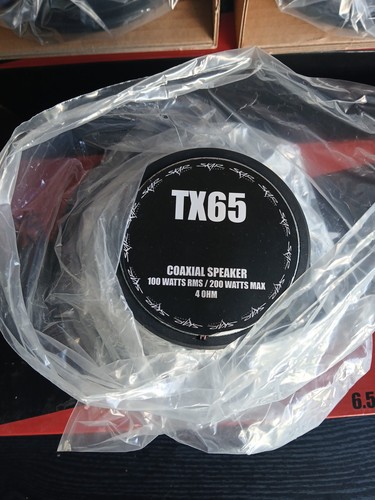 TX65
COAXIAL SPEAKER
100 WATTS RMS / 200 WATTS MAX
4 OHM
6.5